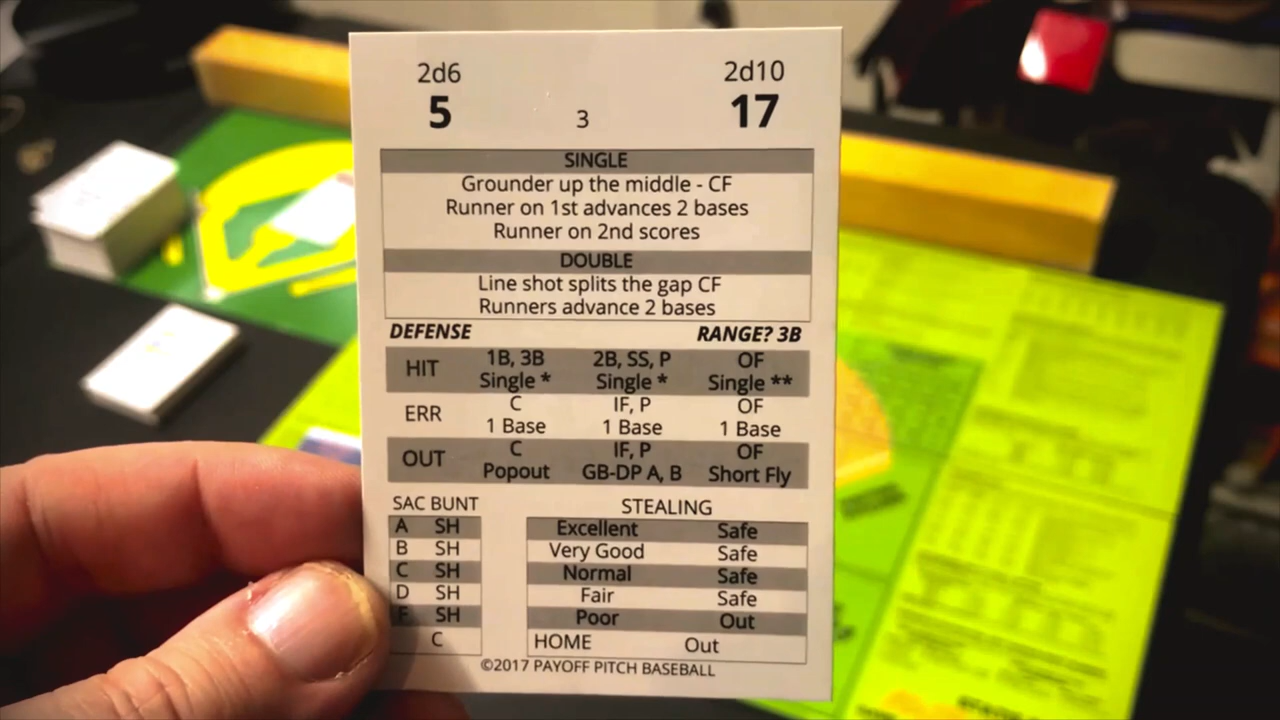 2d6 2d10
5 3 17
SINGLE
Grounder up the middle - CF
Runner on 1st advances 2 bases
Runner on 2nd scores
DOUBLE
Line shot splits the gap CF
Runners advance 2 bases
DEFENSE RANGE? 3B
HIT 1B, 3B 2B, SS, P OF
Single * Single * Single **
ERR C IF, P OF
1 Base 1 Base 1 Base
OUT C IF, P OF
Popout GB-DP A, B Short Fly
SAC BUNT STEALING
A SH Excellent Safe
B SH Very Good Safe
C SH Normal Safe
D SH Fair Safe
F SH Poor Out
C HOME Out
©2017 PAYOFF PITCH BASEBALL